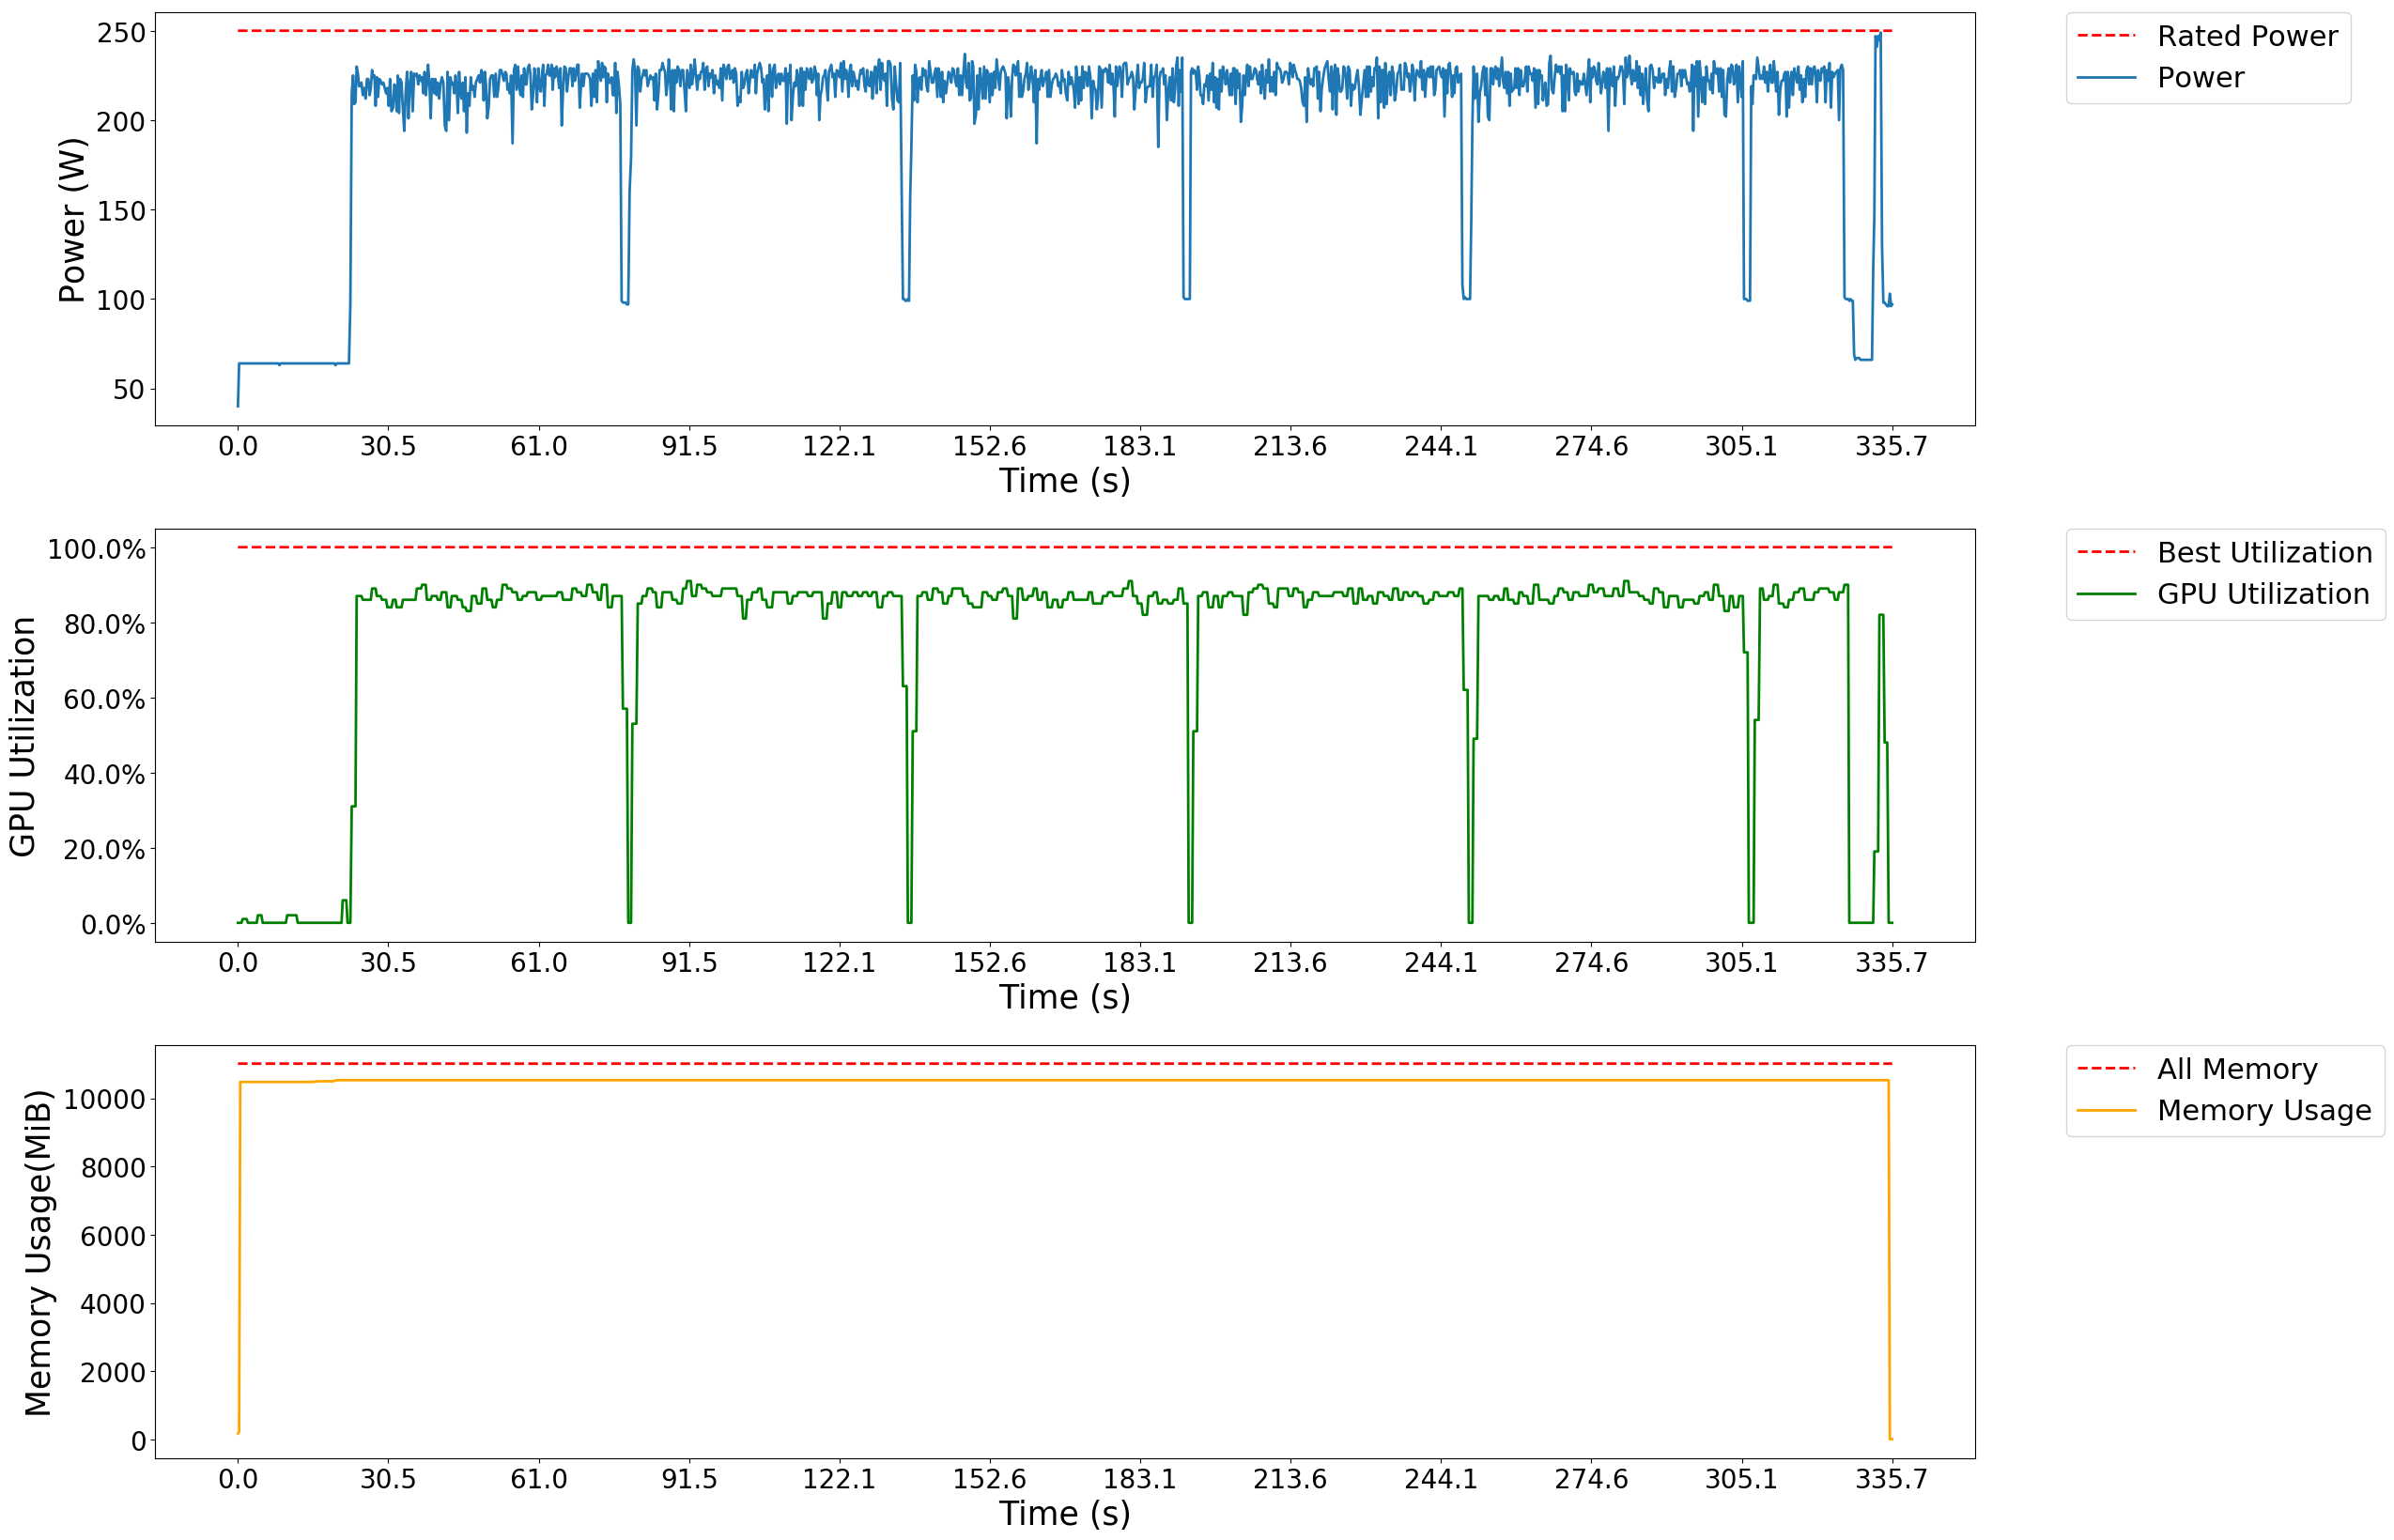 Power (W)
250
200
150
100
50
0.0 30.5 61.0 91.5 122.1 152.6 183.1 213.6 244.1 274.6 305.1 335.7
Time (s)
Rated Power
Power
GPU Utilization
100.0%
80.0%
60.0%
40.0%
20.0%
0.0%
0.0 30.5 61.0 91.5 122.1 152.6 183.1 213.6 244.1 274.6 305.1 335.7
Time (s)
Best Utilization
GPU Utilization
Memory Usage(MiB)
10000
8000
6000
4000
2000
0
0.0 30.5 61.0 91.5 122.1 152.6 183.1 213.6 244.1 274.6 305.1 335.7
Time (s)
All Memory
Memory Usage